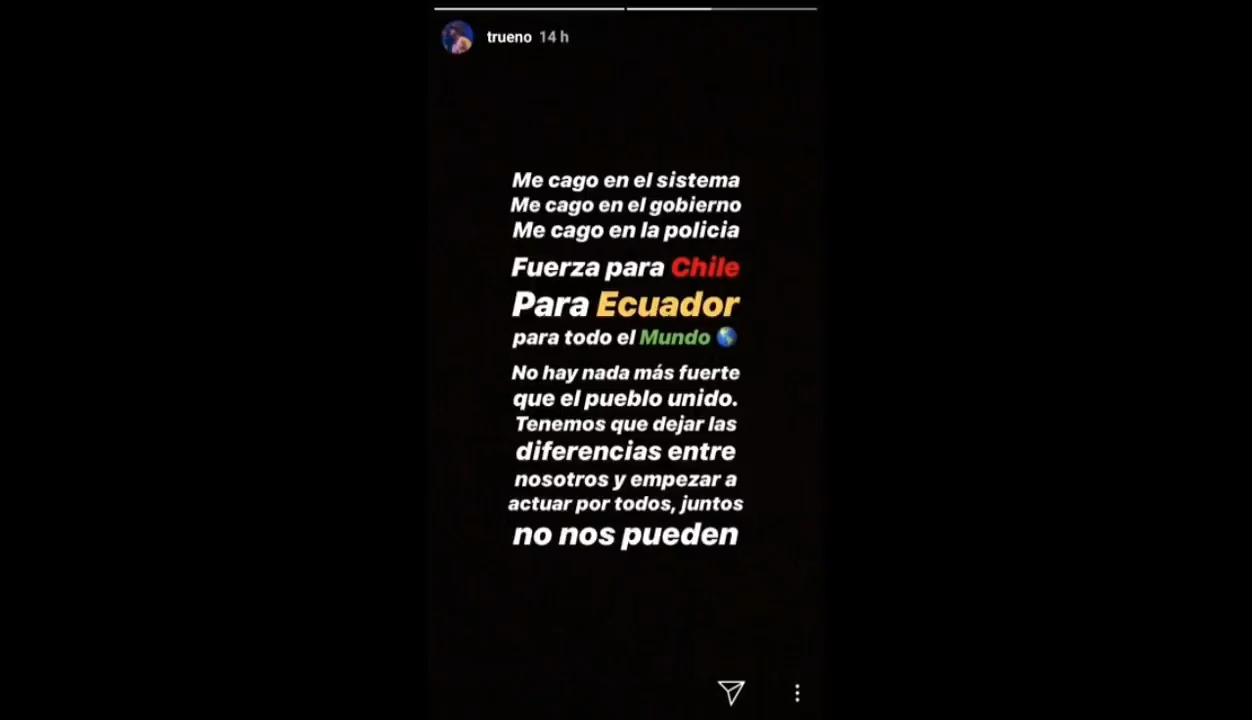 trueno 14 h
Me cago en el sistema
Me cago en el gobierno
Me cago en la policia
Fuerza para Chile
Para Ecuador
para todo el Mundo 🌎
No hay nada más fuerte
que el pueblo unido.
Tenemos que dejar las
diferencias entre
nosotros y empezar a
actuar por todos, juntos
no nos pueden